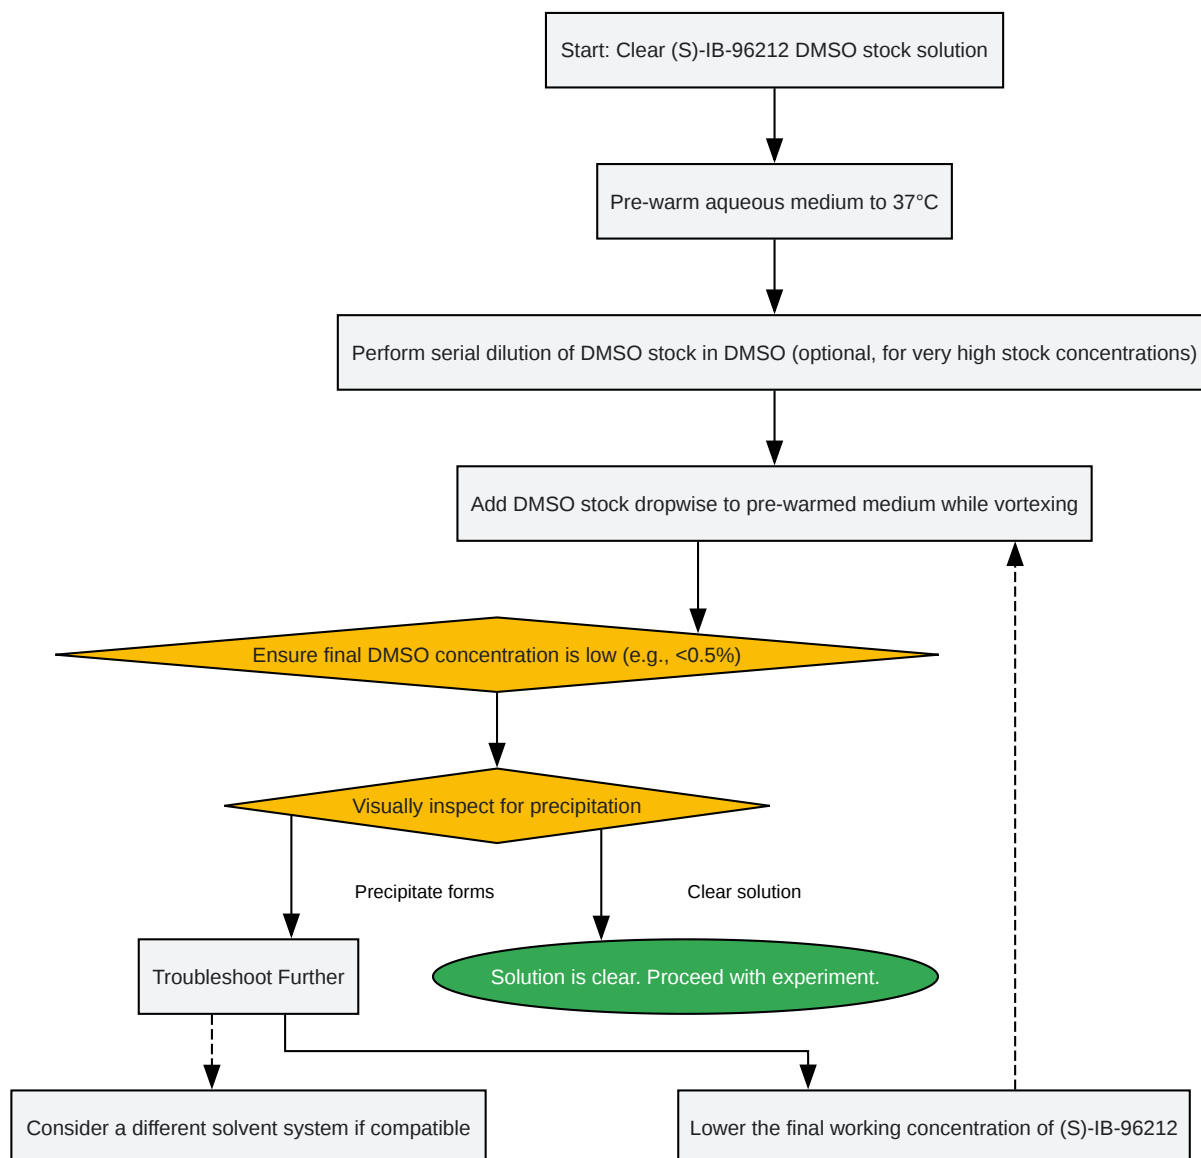 Start: Clear (S)-IB-96212 DMSO stock solution
Pre-warm aqueous medium to 37°C
Perform serial dilution of DMSO stock in DMSO (optional, for very high stock concentrations)
Add DMSO stock dropwise to pre-warmed medium while vortexing
Ensure final DMSO concentration is low (e.g., <0.5%)
Visually inspect for precipitation
Precipitate forms
Clear solution
Troubleshoot Further
Solution is clear. Proceed with experiment.
Consider a different solvent system if compatible
Lower the final working concentration of (S)-IB-96212